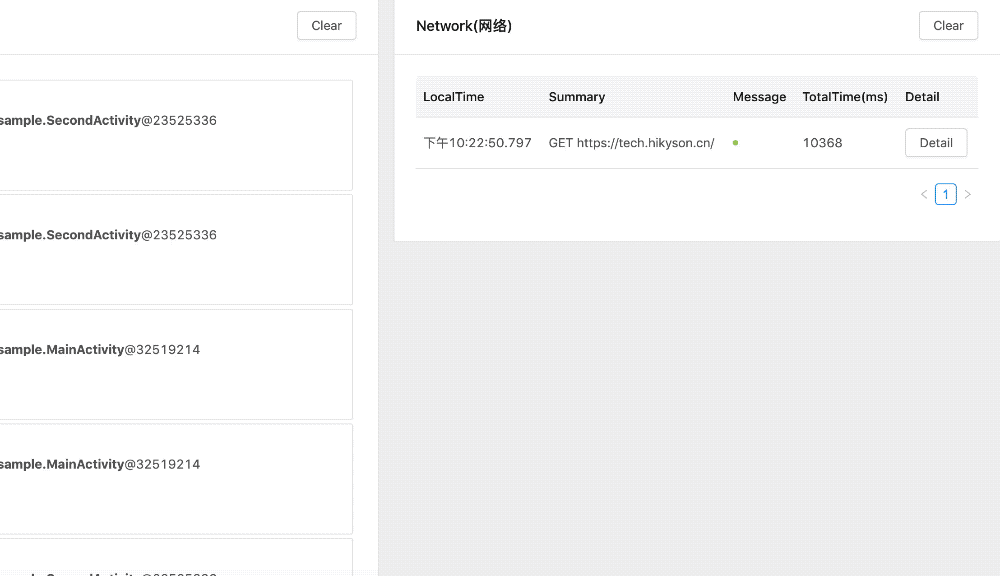 Clear
sample.SecondActivity@23525336
sample.SecondActivity@23525336
sample.MainActivity@32519214
sample.MainActivity@32519214
Network(网络)
Clear
LocalTime Summary Message TotalTime(ms) Detail
下午10:22:50.797 GET https://tech.hikyson.cn/ 10368 Detail
< 1 >